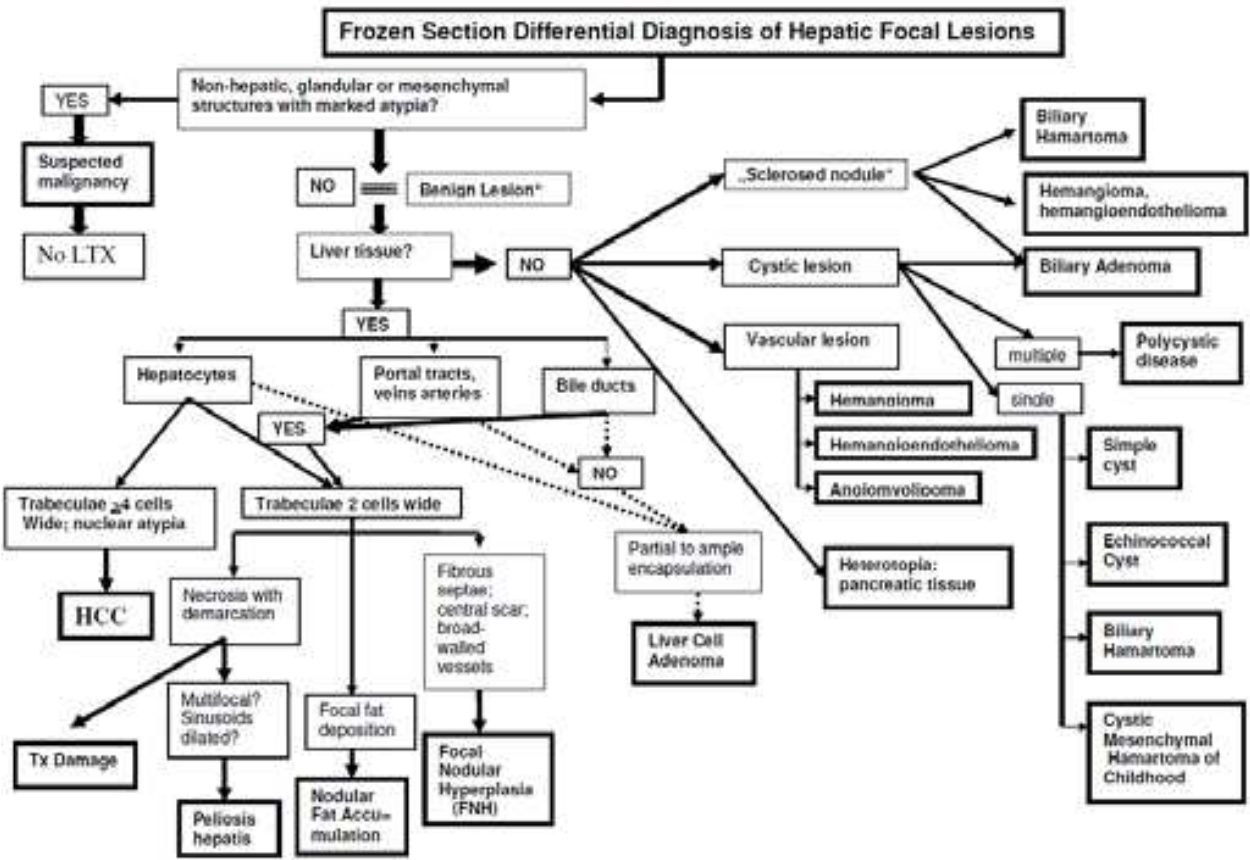 Frozen Section Differential Diagnosis of Hepatic Focal Lesions
Non-hepatic, glandular or mesenchymal
structures with marked atypia?
YES
Suspected
malignancy
No LTX
NO
Benign Lesion*
Liver tissue?
NO
YES
„Sclerosed nodule“
Biliary
Hamartoma
Hemangioma,
hemangioendothelioma
Cystic lesion
Biliary Adenoma
Vascular lesion
multiple
Polycystic
disease
single
Hemanoioma
Hemanoioendothelioma
Anoiomvolipoma
Simple
cyst
Echinococcal
Cyst
Biliary
Hamartoma
Cystic
Mesenchymal
Hamartoma of
Childhood
Heterotopia:
pancreatic tissue
Hepatocytes
Portal tracts,
veins arteries
Bile ducts
YES
NO
Trabeculae ≥4 cells
Wide; nuclear atypia
Trabeculae 2 cells wide
Partial to ample
encapsulation
HCC
Necrosis with
demarcation
Fibrous
septae;
central scar;
broad-
walled
vessels
Liver Cell
Adenoma
Multifocal?
Sinusoids
dilated?
Focal fat
deposition
Tx Damage
Peliosis
hepatis
Nodular
Fat Accu=
mulation
Focal
Nodular
Hyperplasia
(FNH)